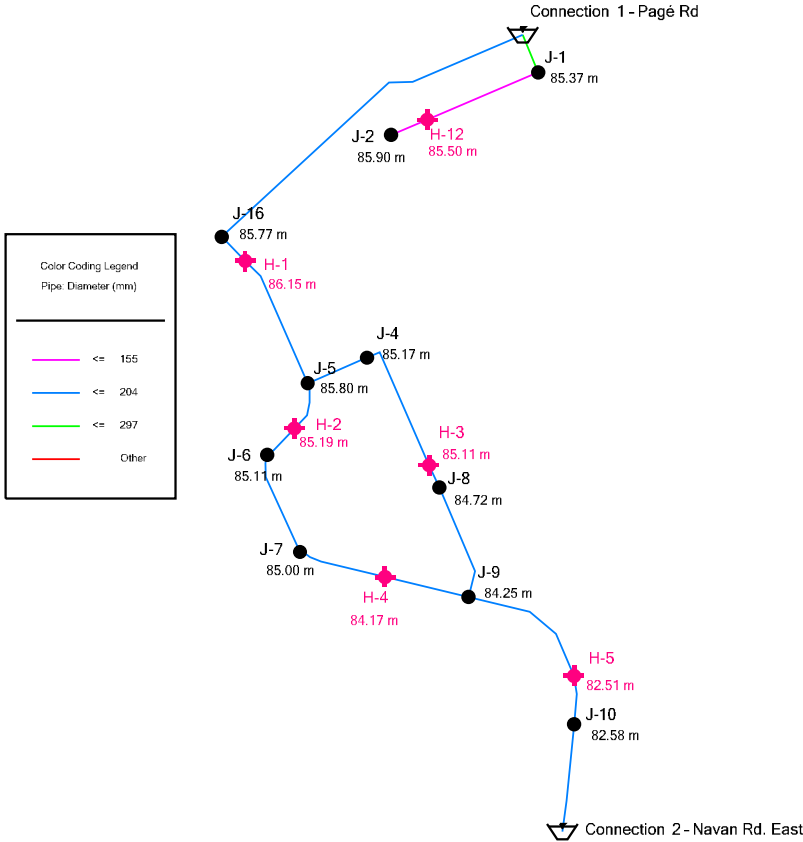 Connection 1 - Pagé Rd
J-1
85.37 m
J-2
H-12
85.90 m
85.50 m
J-16
85.77 m
H-1
86.15 m
Color Coding Legend
Pipe: Diameter (mm)
<= 155
<= 204
<= 297
Other
J-4
85.17 m
J-5
85.80 m
H-2
85.19 m
H-3
85.11 m
J-6
85.11 m
J-8
84.72 m
J-7
85.00 m
J-9
84.25 m
H-4
84.17 m
H-5
82.51 m
J-10
82.58 m
Connection 2 - Navan Rd. East